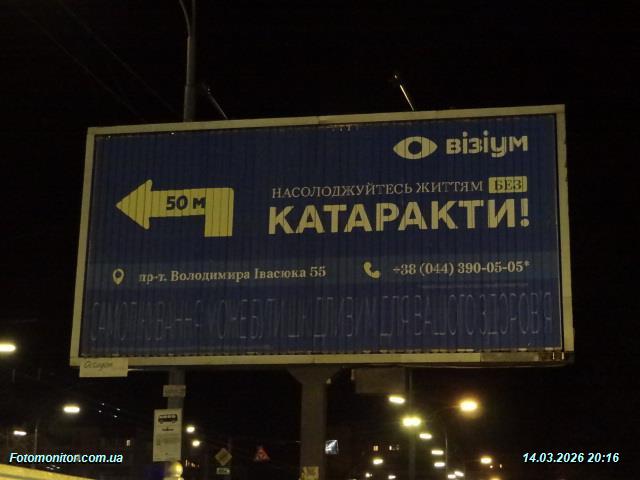 візіум
50 м
НАСОЛОДЖУЙТЕСЬ ЖИТТЯМ БЕЗ
КАТАРАКТИ!
пр-т. Володимира Івасюка 55
+38 (044) 390-05-05*
САМОЛІКУВАННЯ МОЖЕ БУТИ ШКІДЛИВИМ ДЛЯ ВАШОГО ЗДОРОВ'Я
Fotomonitor.com.ua
14.03.2026 20:16